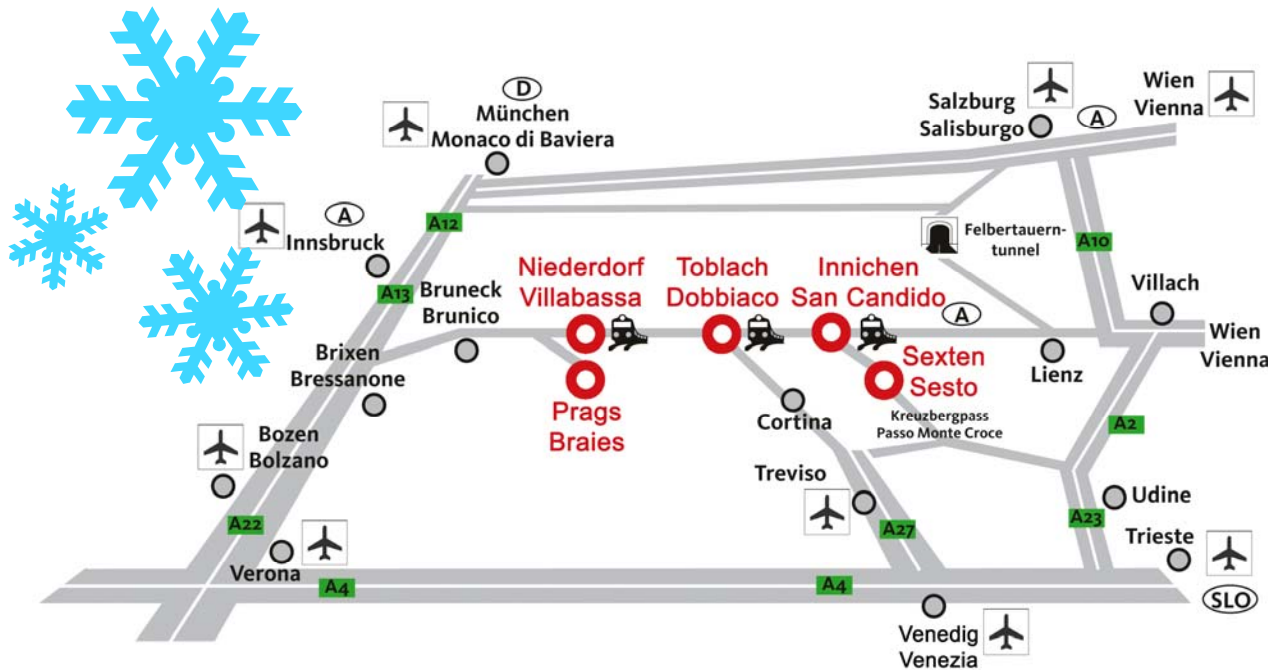 D
München
Monaco di Baviera
Salzburg
Salisburgo
A
Wien
Vienna
A
Innsbruck
A12
Felbertauern-
tunnel
A10
A13
Bruneck
Brunico
Niederdorf
Villabassa
Toblach
Dobbiaco
Innichen
San Candido
A
Villach
Wien
Vienna
Brixen
Bressanone
Prags
Braies
Sexten
Sesto
Lienz
Cortina
Kreuzbergpass
Passo Monte Croce
A2
Bozen
Bolzano
Treviso
Udine
A22
A27
A23
Trieste
Verona
A4
A4
SLO
Venedig
Venezia